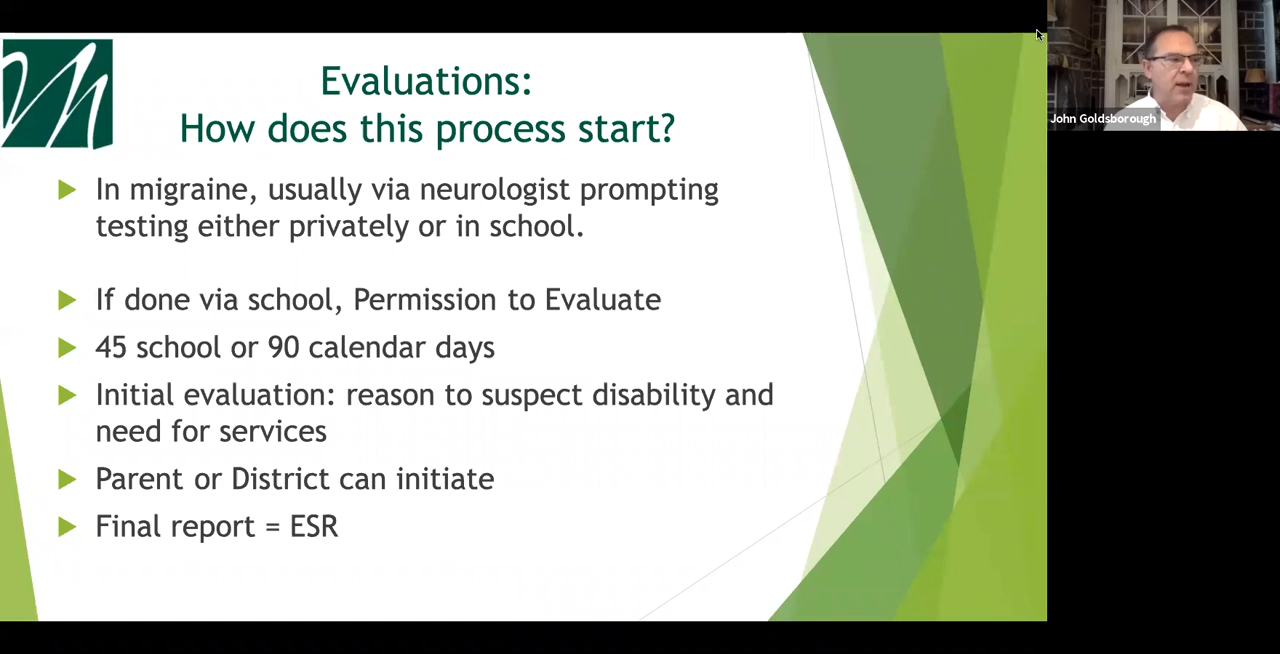 Evaluations:
How does this process start?
In migraine, usually via neurologist prompting
testing either privately or in school.
If done via school, Permission to Evaluate
45 school or 90 calendar days
Initial evaluation: reason to suspect disability and
need for services
Parent or District can initiate
Final report = ESR
John Goldsborough